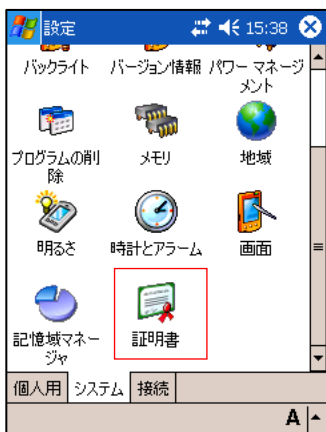 設定 15:38
バックライト バージョン情報 パワー マネージメント
プログラムの削除 メモリ 地域
明るさ 時計とアラーム 画面
記憶域マネージャ 証明書
個人用 システム 接続
A